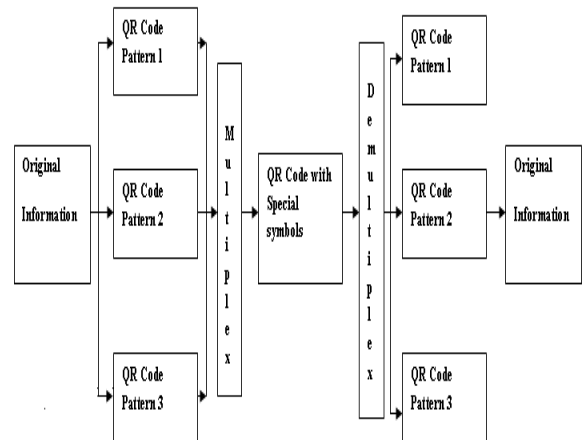 Original
Information
QR Code
Pattern 1
QR Code
Pattern 2
QR Code
Pattern 3
M
u
l
t
i
p
l
e
x
QR Code with
Special
symbols
D
e
m
u
l
t
i
p
l
e
x
QR Code
Pattern 1
QR Code
Pattern 2
QR Code
Pattern 3
Original
Information